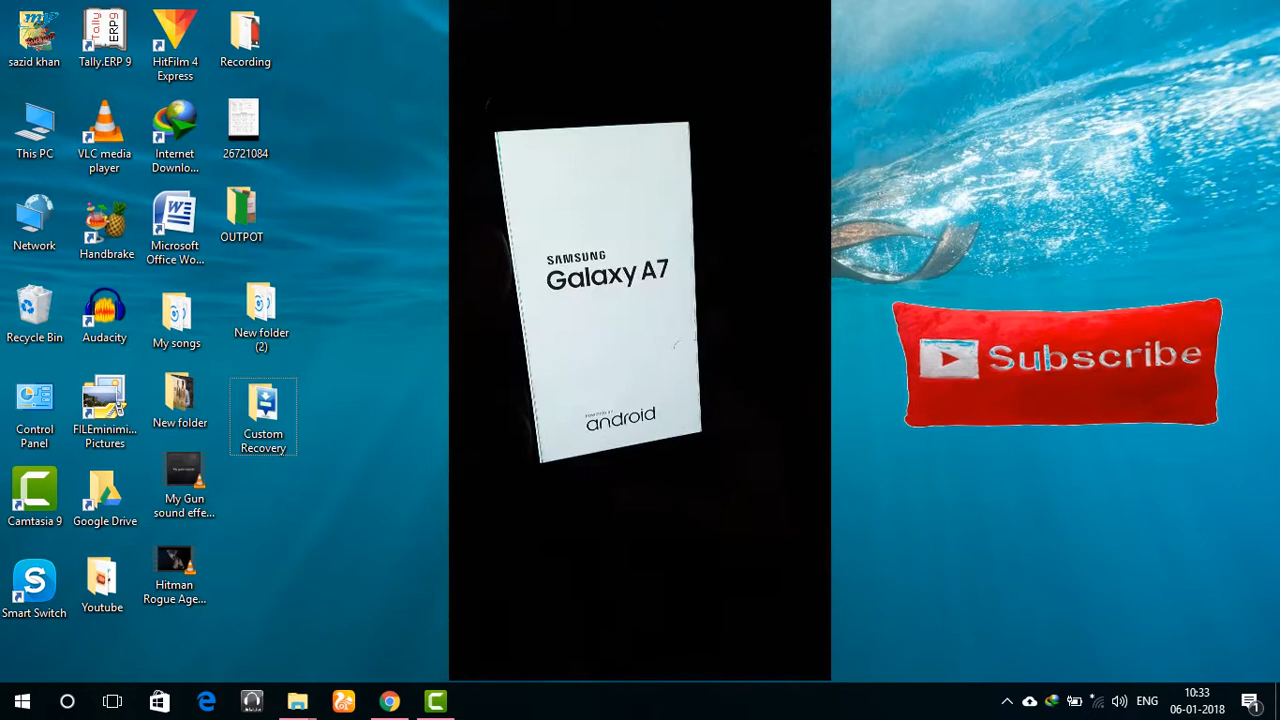 sazid khan
Tally.ERP 9
HitFilm 4
Express
Recording
This PC
VLC media
player
Internet
Downlo...
26721084
Network
Handbrake
Microsoft
Office Wo...
OUTPOT
Recycle Bin
Audacity
My songs
New folder
(2)
Control
Panel
FILEminimi...
Pictures
New folder
Custom
Recovery
Camtasia 9
Google Drive
My Gun
sound effe...
Smart Switch
Youtube
Hitman
Rogue Age...
SAMSUNG
Galaxy A7
POWERED BY
android
Subscribe
ENG
10:33
06-01-2018
1